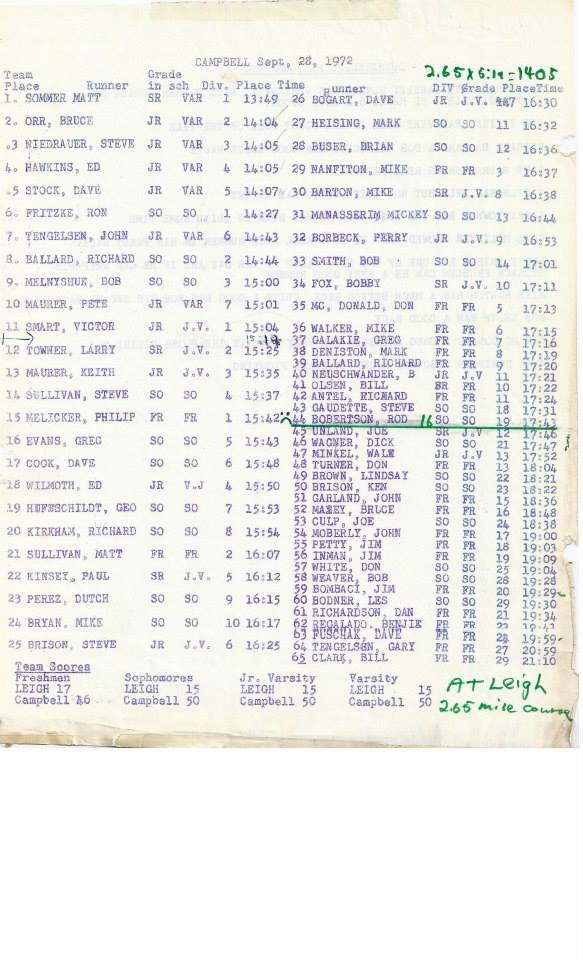 CAMPBELL Sept, 28, 1972
2.65 X 5:19 = 1405
Team Grade
Place Runner in sch Div. Place Time Runner DIV Grade Place Time
1. SOMMER MATT SR VAR 1 13:49 26 BOGART, DAVE JR J.V. 7 16:30
2. ORR, BRUCE JR VAR 2 14:04 27 HEISING, MARK SO SO 11 16:32
3 NIEDRAUER, STEVE JR VAR 3 14:05 28 BUSER, BRIAN SO SO 12 16:36
4. HAWKINS, ED JR VAR 4 14:05 29 NANFITON, MIKE FR FR 3 16:37
.5 STOCK, DAVE JR VAR 5 14:07 30 BARTON, MIKE SR J.V. 8 16:38
6. FRITZKE, RON SO SO 1 14:27 31 MANASSERIM MICKEY SO SO 13 16:44
7. TENGELSEN, JOHN JR VAR 6 14:43 32 BORBECK, PERRY JR J.V. 9 16:53
8. BALLARD, RICHARD SO SO 2 14:44 33 SMITH, BOB SO SO 14 17:01
9. MELNYSHUK, BOB SO SO 3 15:00 34 FOX, BOBBY SR J.V. 10 17:11
10 MAURER, PETE JR VAR 7 15:01 35 MC, DONALD, DON FR FR 5 17:13
11 SMART, VICTOR JR J.V. 1 15:04 36 WALKER, MIKE FR FR 6 17:15
15:19 37 GALAKIE, GREG FR FR 7 17:16
12 TOWNER, LARRY SR J.V. 2 15:25 38 DENISTON, MARK FR FR 8 17:19
39 BALLARD, RICHARD FR FR 9 17:20
13 MAURER, KEITH JR J.V. 3 15:35 40 NEUSCHWANDER, B JR J.V 11 17:21
41 OLSEN, BILL FR FR 10 17:22
14 SULLIVAN, STEVE SO SO 4 15:37 42 ANTEL, RICHARD FR FR 11 17:24
43 GAUDETTE, STEVE SO SO 18 17:31
15 MELICKER, PHILIP FR FR 1 15:42 44 ROBERTSON, ROD 16 SO SO 19 17:43
45 UNLAND, JOE SR J.V 12 17:46
16 EVANS, GREG SO SO 5 15:43 46 WAGNER, DICK SO SO 21 17:47
47 MINKEL, WALK JR J.V 13 17:52
17 COOK, DAVE SO SO 6 15:48 48 TURNER, DON FR FR 13 18:04
49 BROWN, LINDSAY SO SO 22 18:21
18 WILMOTH, ED JR V.J 4 15:50 50 BRISON, KEN SO SO 23 18:22
51 GARLAND, JOHN FR FR 15 18:36
19 HEFESCHILDT, GEO SO SO 7 15:53 52 MAXEY, BRUCE FR FR 16 18:48
53 CULP, JOE SO SO 24 18:38
20 KIRKHAM, RICHARD SO SO 8 15:54 54 MOBERLY, JOHN FR FR 17 19:00
55 PETTY, JIM FR FR 18 19:03
21 SULLIVAN, MATT FR FR 2 16:07 56 INMAN, JIM FR FR 19 19:09
57 WHITE, DON SO SO 25 19:04
22 KINSEY, PAUL SR J.V. 5 16:12 58 WEAVER, BOB SO SO 28 19:28
59 BOMBACI, JIM FR FR 20 19:29
23 PEREZ, DUTCH SO SO 9 16:15 60 BODNER, LES SO SO 29 19:30
61 RICHARDSON, DAN FR FR 21 19:34
24 BRYAN, MIKE SO SO 10 16:17 62 REGALADO, BENJIE FR FR
63 PUSCHAK, DAVE FR FR 19:59
25 BRISON, STEVE JR J.V. 6 16:25 64 TENGELSEN, GARY FR FR 27 20:59
65 CLARK, BILL FR FR 29 21:10
Team Scores
Freshmen Sophomores Jr. Varsity Varsity
LEIGH 17 LEIGH 15 LEIGH 15 LEIGH 15
Campbell 46 Campbell 50 Campbell 50 Campbell 50
At Leigh
2.65 mile course